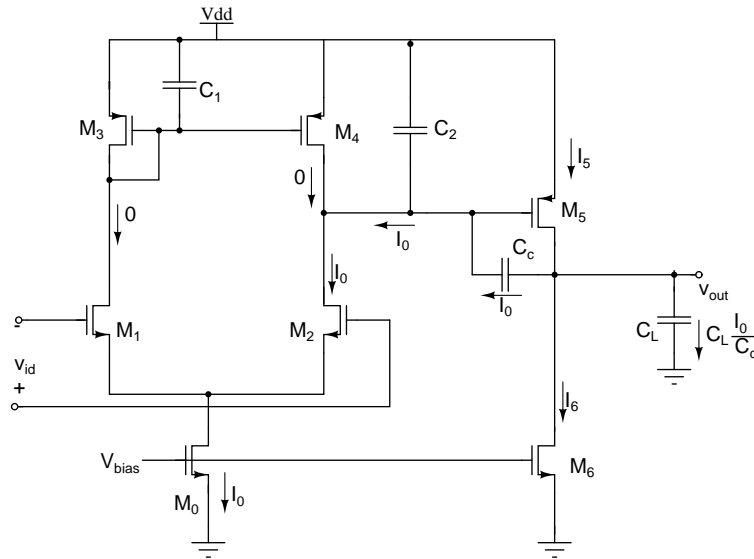 Vdd
C1
M3
M4
C2
I5
0
0
M5
I0
Cc
I0
I0
vout
-
M1
M2
CL
CL I0/Cc
vid
+
I6
Vbias
M0
I0
M6